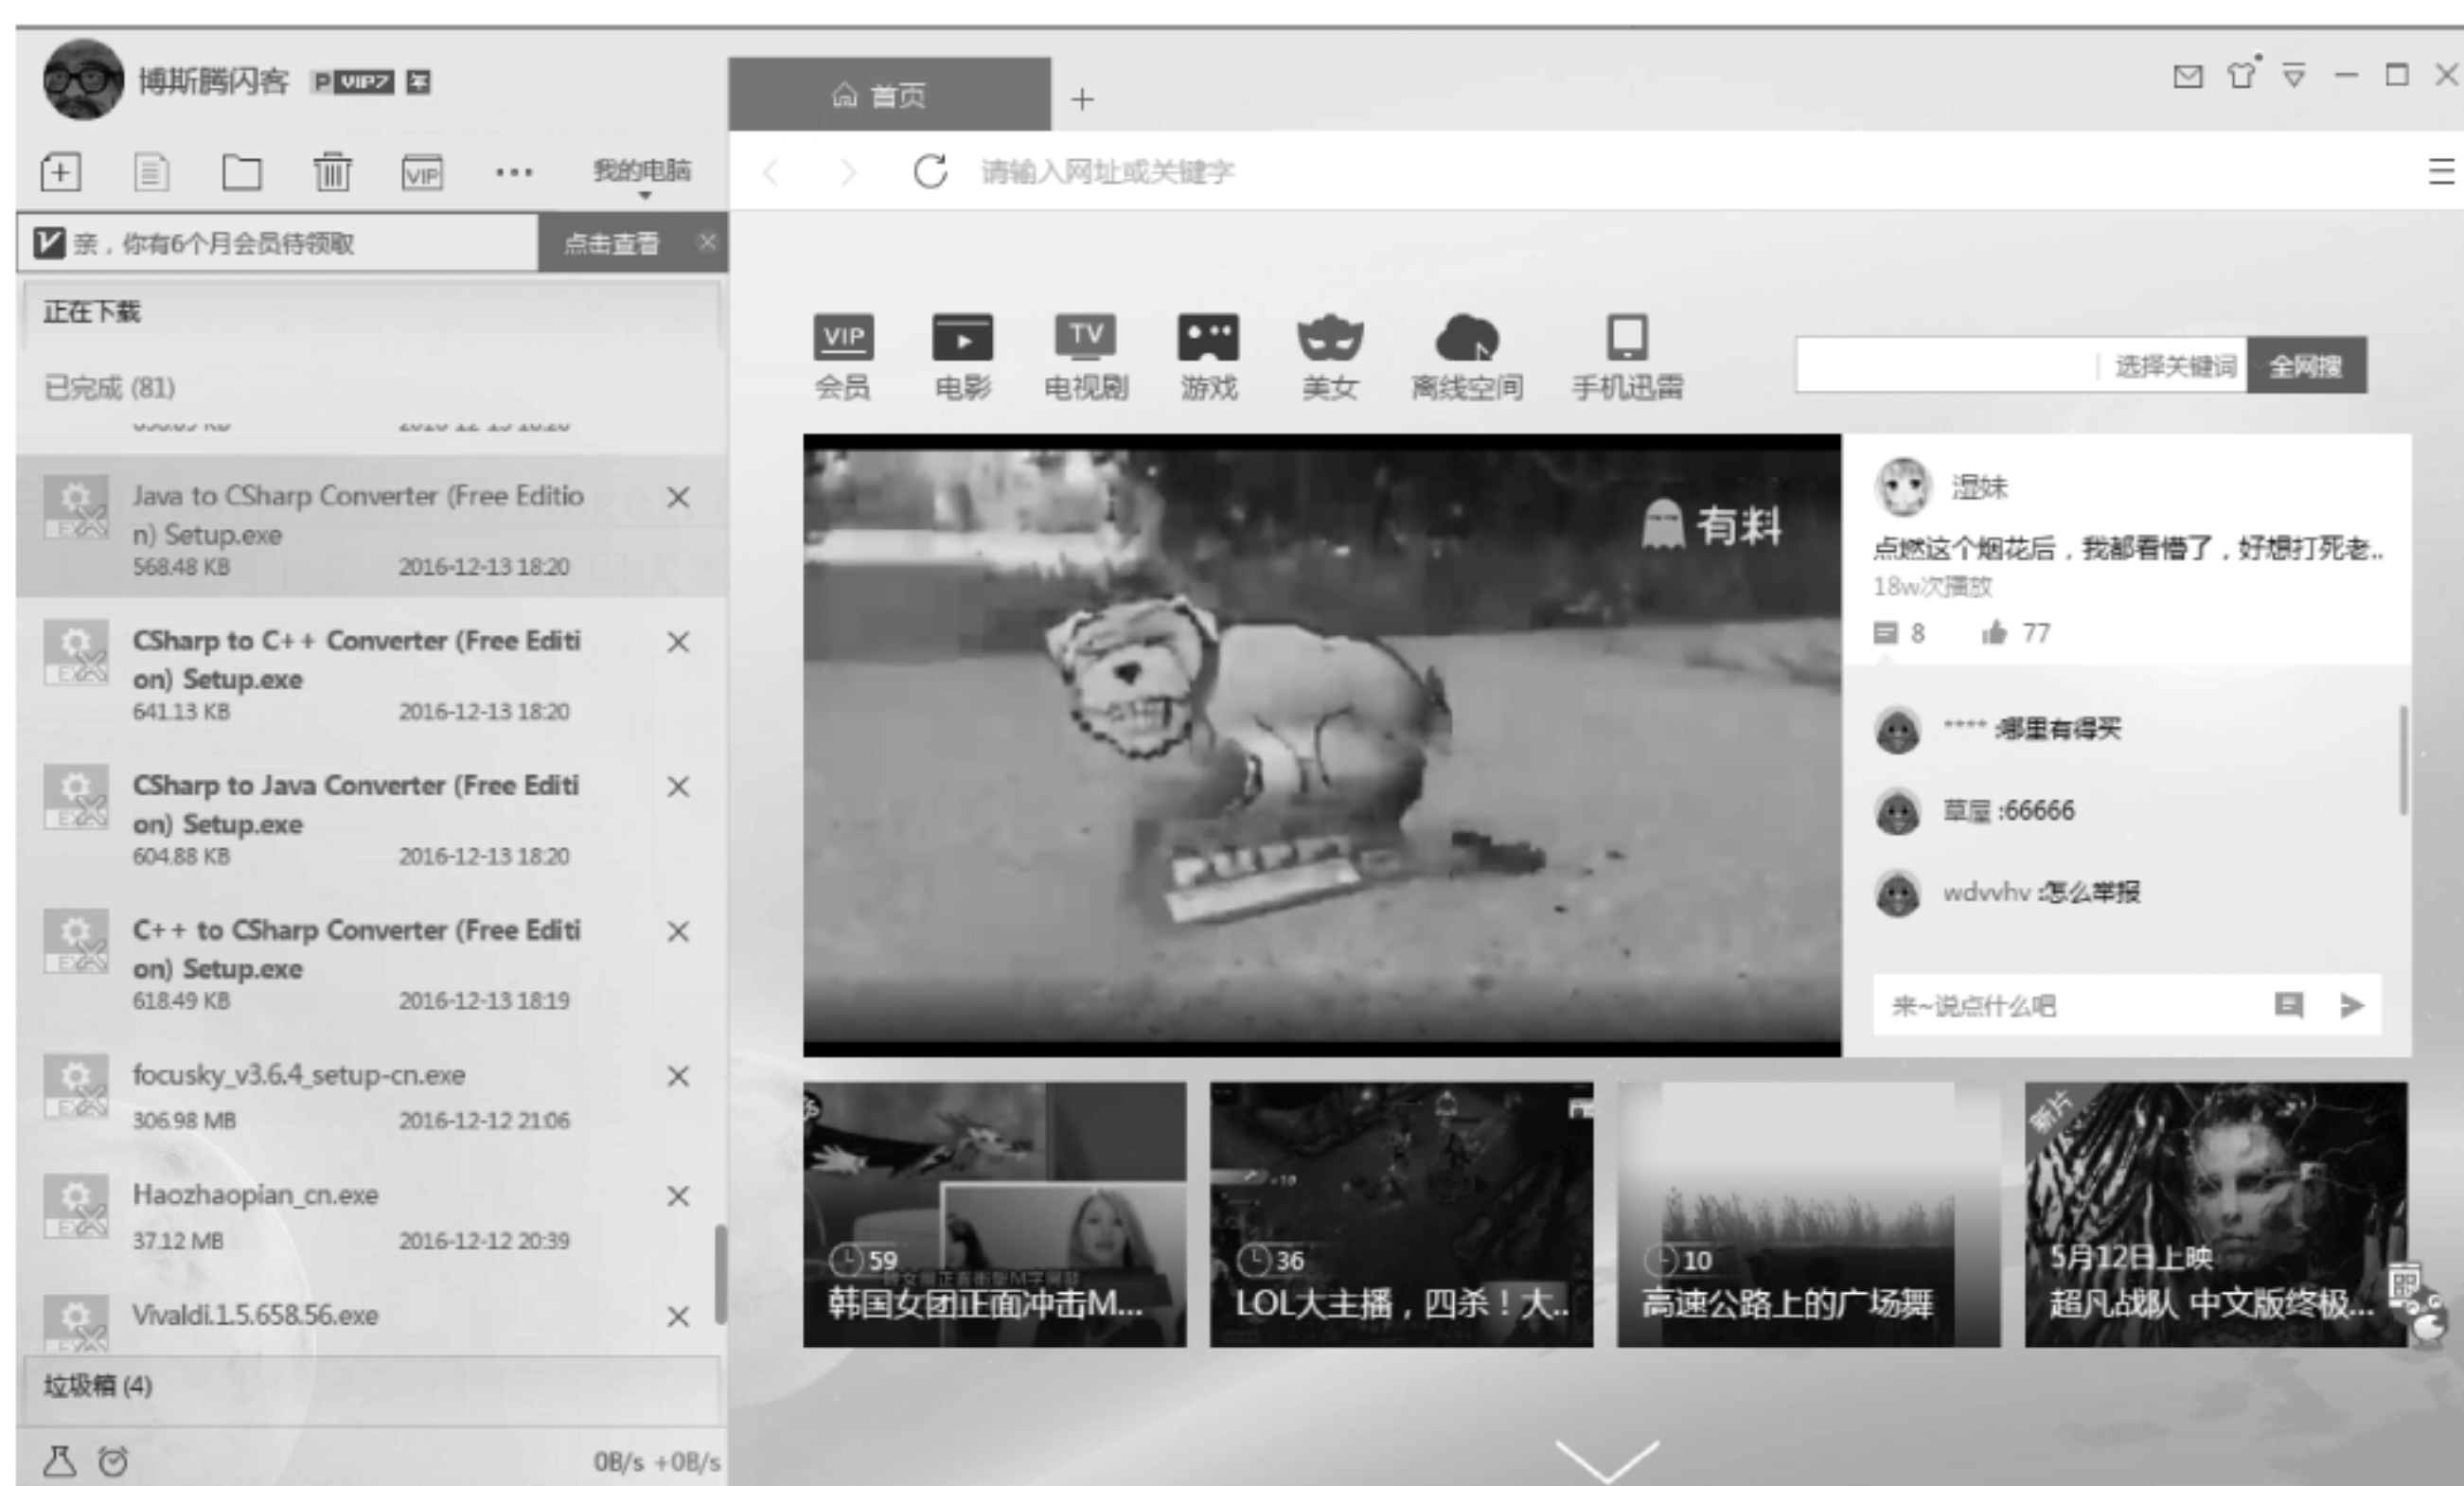 博斯腾闪客 P VIP7 年
首页
我的电脑
请输入网址或关键字
亲，你有6个月会员待领取 点击查看
正在下载
已完成 (81)
Java to CSharp Converter (Free Editio
n) Setup.exe
568.48 KB 2016-12-13 18:20
CSharp to C++ Converter (Free Editi
on) Setup.exe
641.13 KB 2016-12-13 18:20
CSharp to Java Converter (Free Editi
on) Setup.exe
604.88 KB 2016-12-13 18:20
C++ to CSharp Converter (Free Editi
on) Setup.exe
618.49 KB 2016-12-13 18:19
focusky_v3.6.4_setup-cn.exe
306.98 MB 2016-12-12 21:06
Haozhaopian_cn.exe
37.12 MB 2016-12-12 20:39
Vivaldi.1.5.658.56.exe
垃圾箱 (4)
0B/s +0B/s
VIP TV
会员 电影 电视剧 游戏 美女 离线空间 手机迅雷
选择关键词 全网搜
有料
湿妹
点燃这个烟花后，我都看懵了，好想打死老..
18w次播放
8 77
**** :哪里有得买
草屋 :66666
wdvvhv :怎么举报
来~说点什么吧
59
韩国女团正面冲击M...
36
LOL大主播，四杀！大..
10
高速公路上的广场舞
新片
5月12日上映
超凡战队 中文版终极...